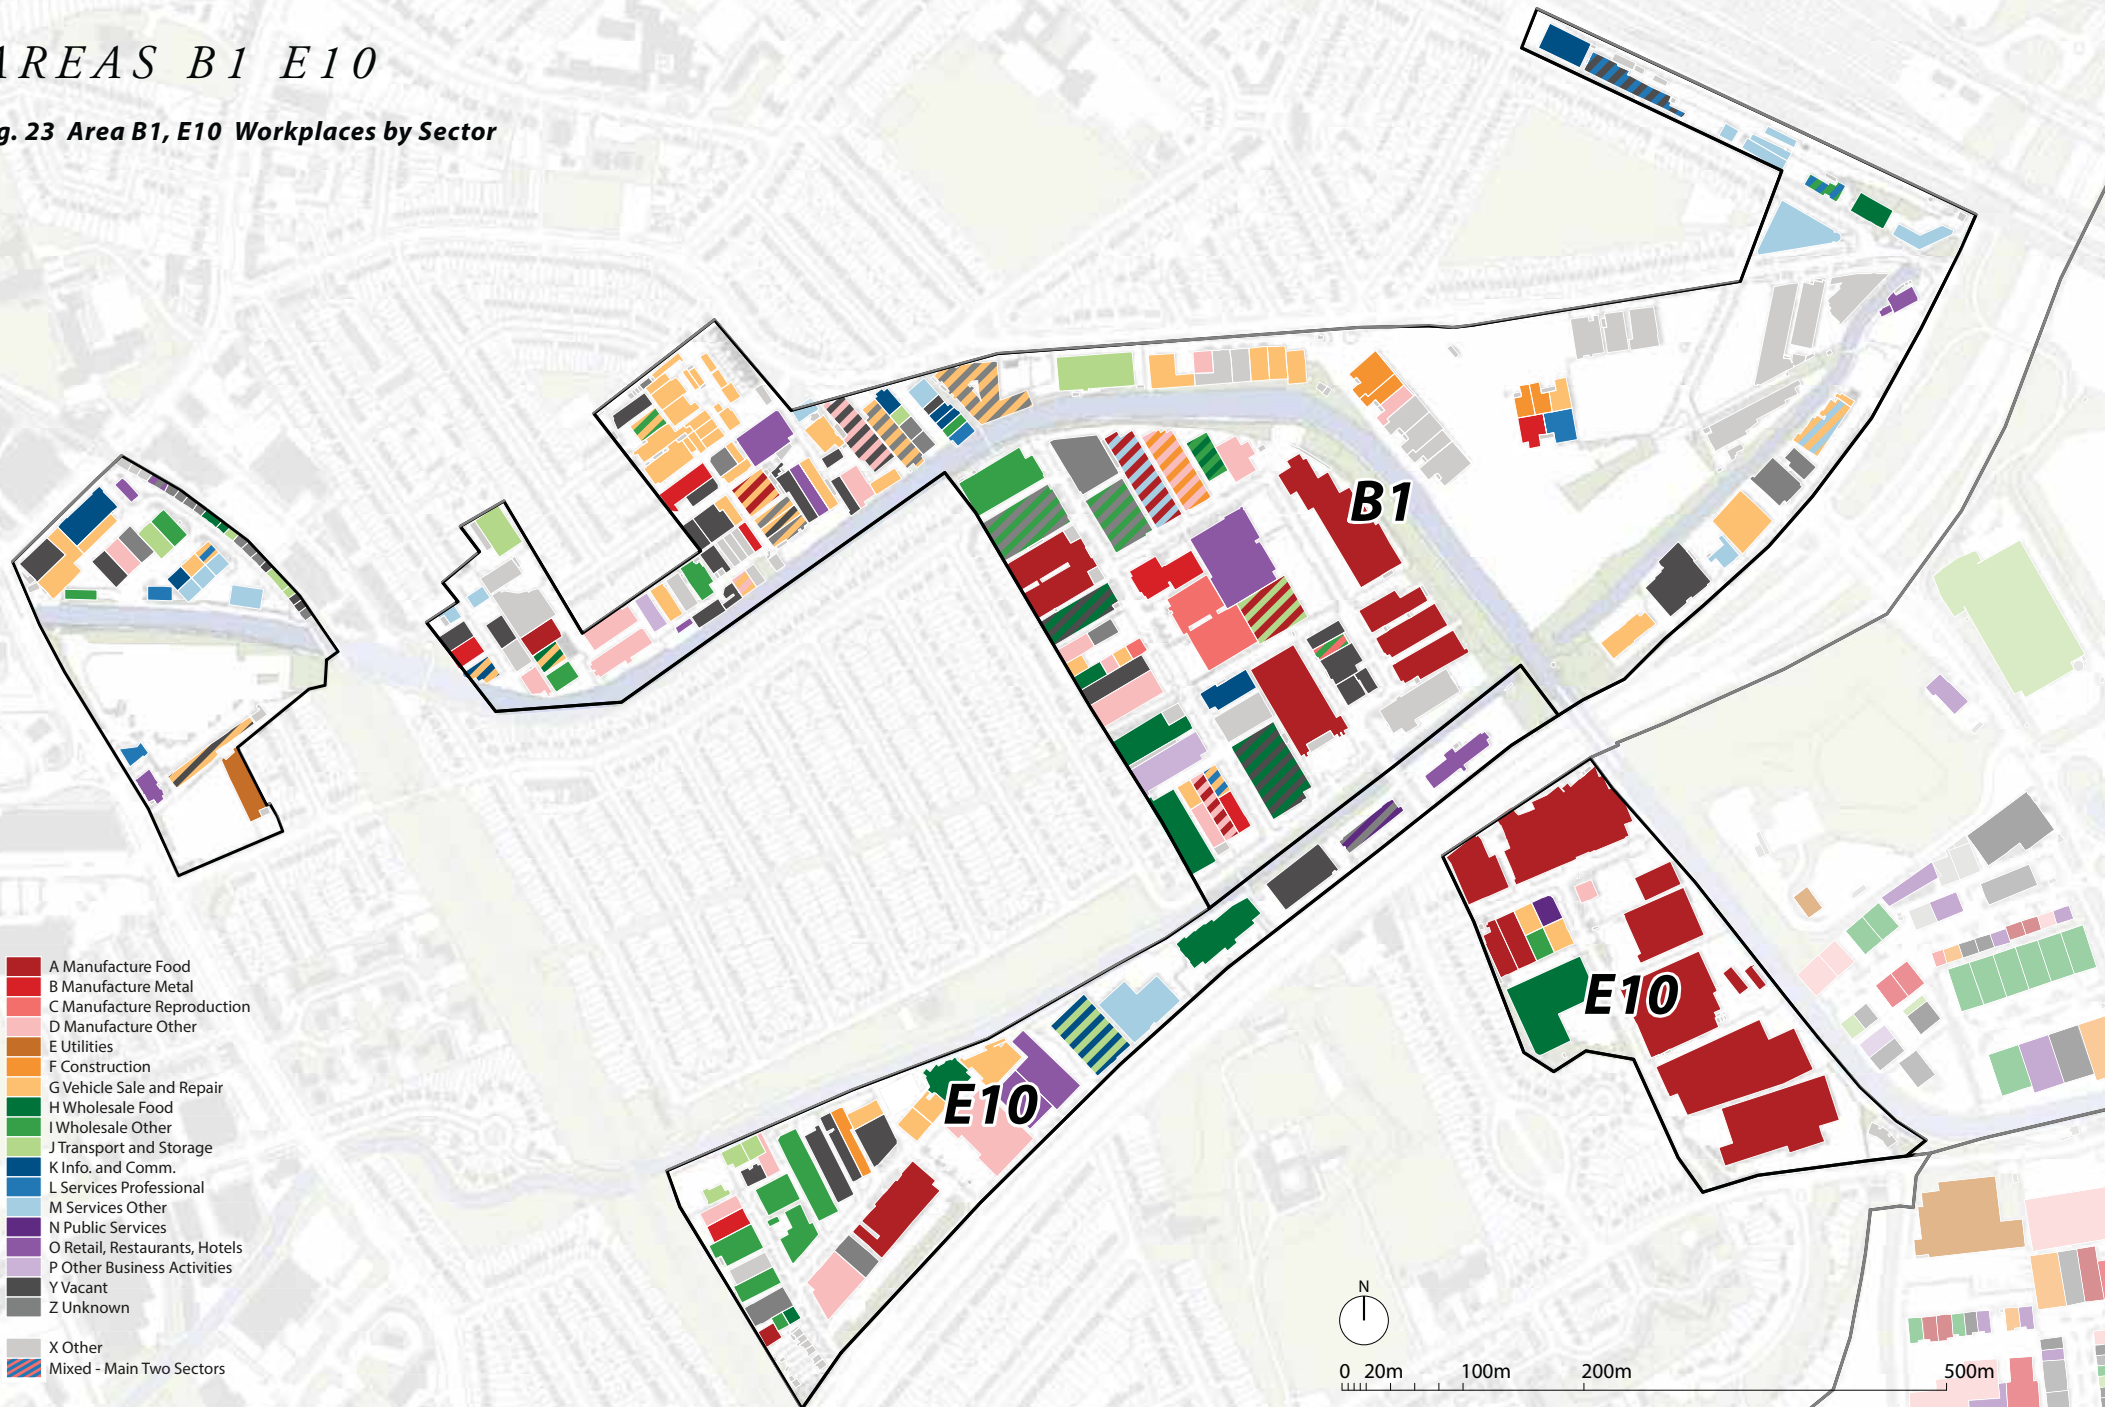 AREAS B1 E10
g. 23 Area B1, E10 Workplaces by Sector
B1
E10
E10
A Manufacture Food
B Manufacture Metal
C Manufacture Reproduction
D Manufacture Other
E Utilities
F Construction
G Vehicle Sale and Repair
H Wholesale Food
I Wholesale Other
J Transport and Storage
K Info. and Comm.
L Services Professional
M Services Other
N Public Services
O Retail, Restaurants, Hotels
P Other Business Activities
Y Vacant
Z Unknown
X Other
Mixed - Main Two Sectors
N
0 20m 100m 200m 500m